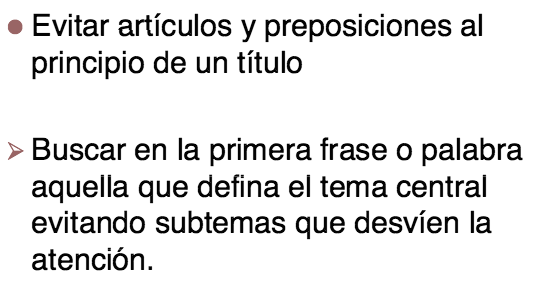 Evitar artículos y preposiciones al
principio de un título
Buscar en la primera frase o palabra
aquella que defina el tema central
evitando subtemas que desvíen la
atención.